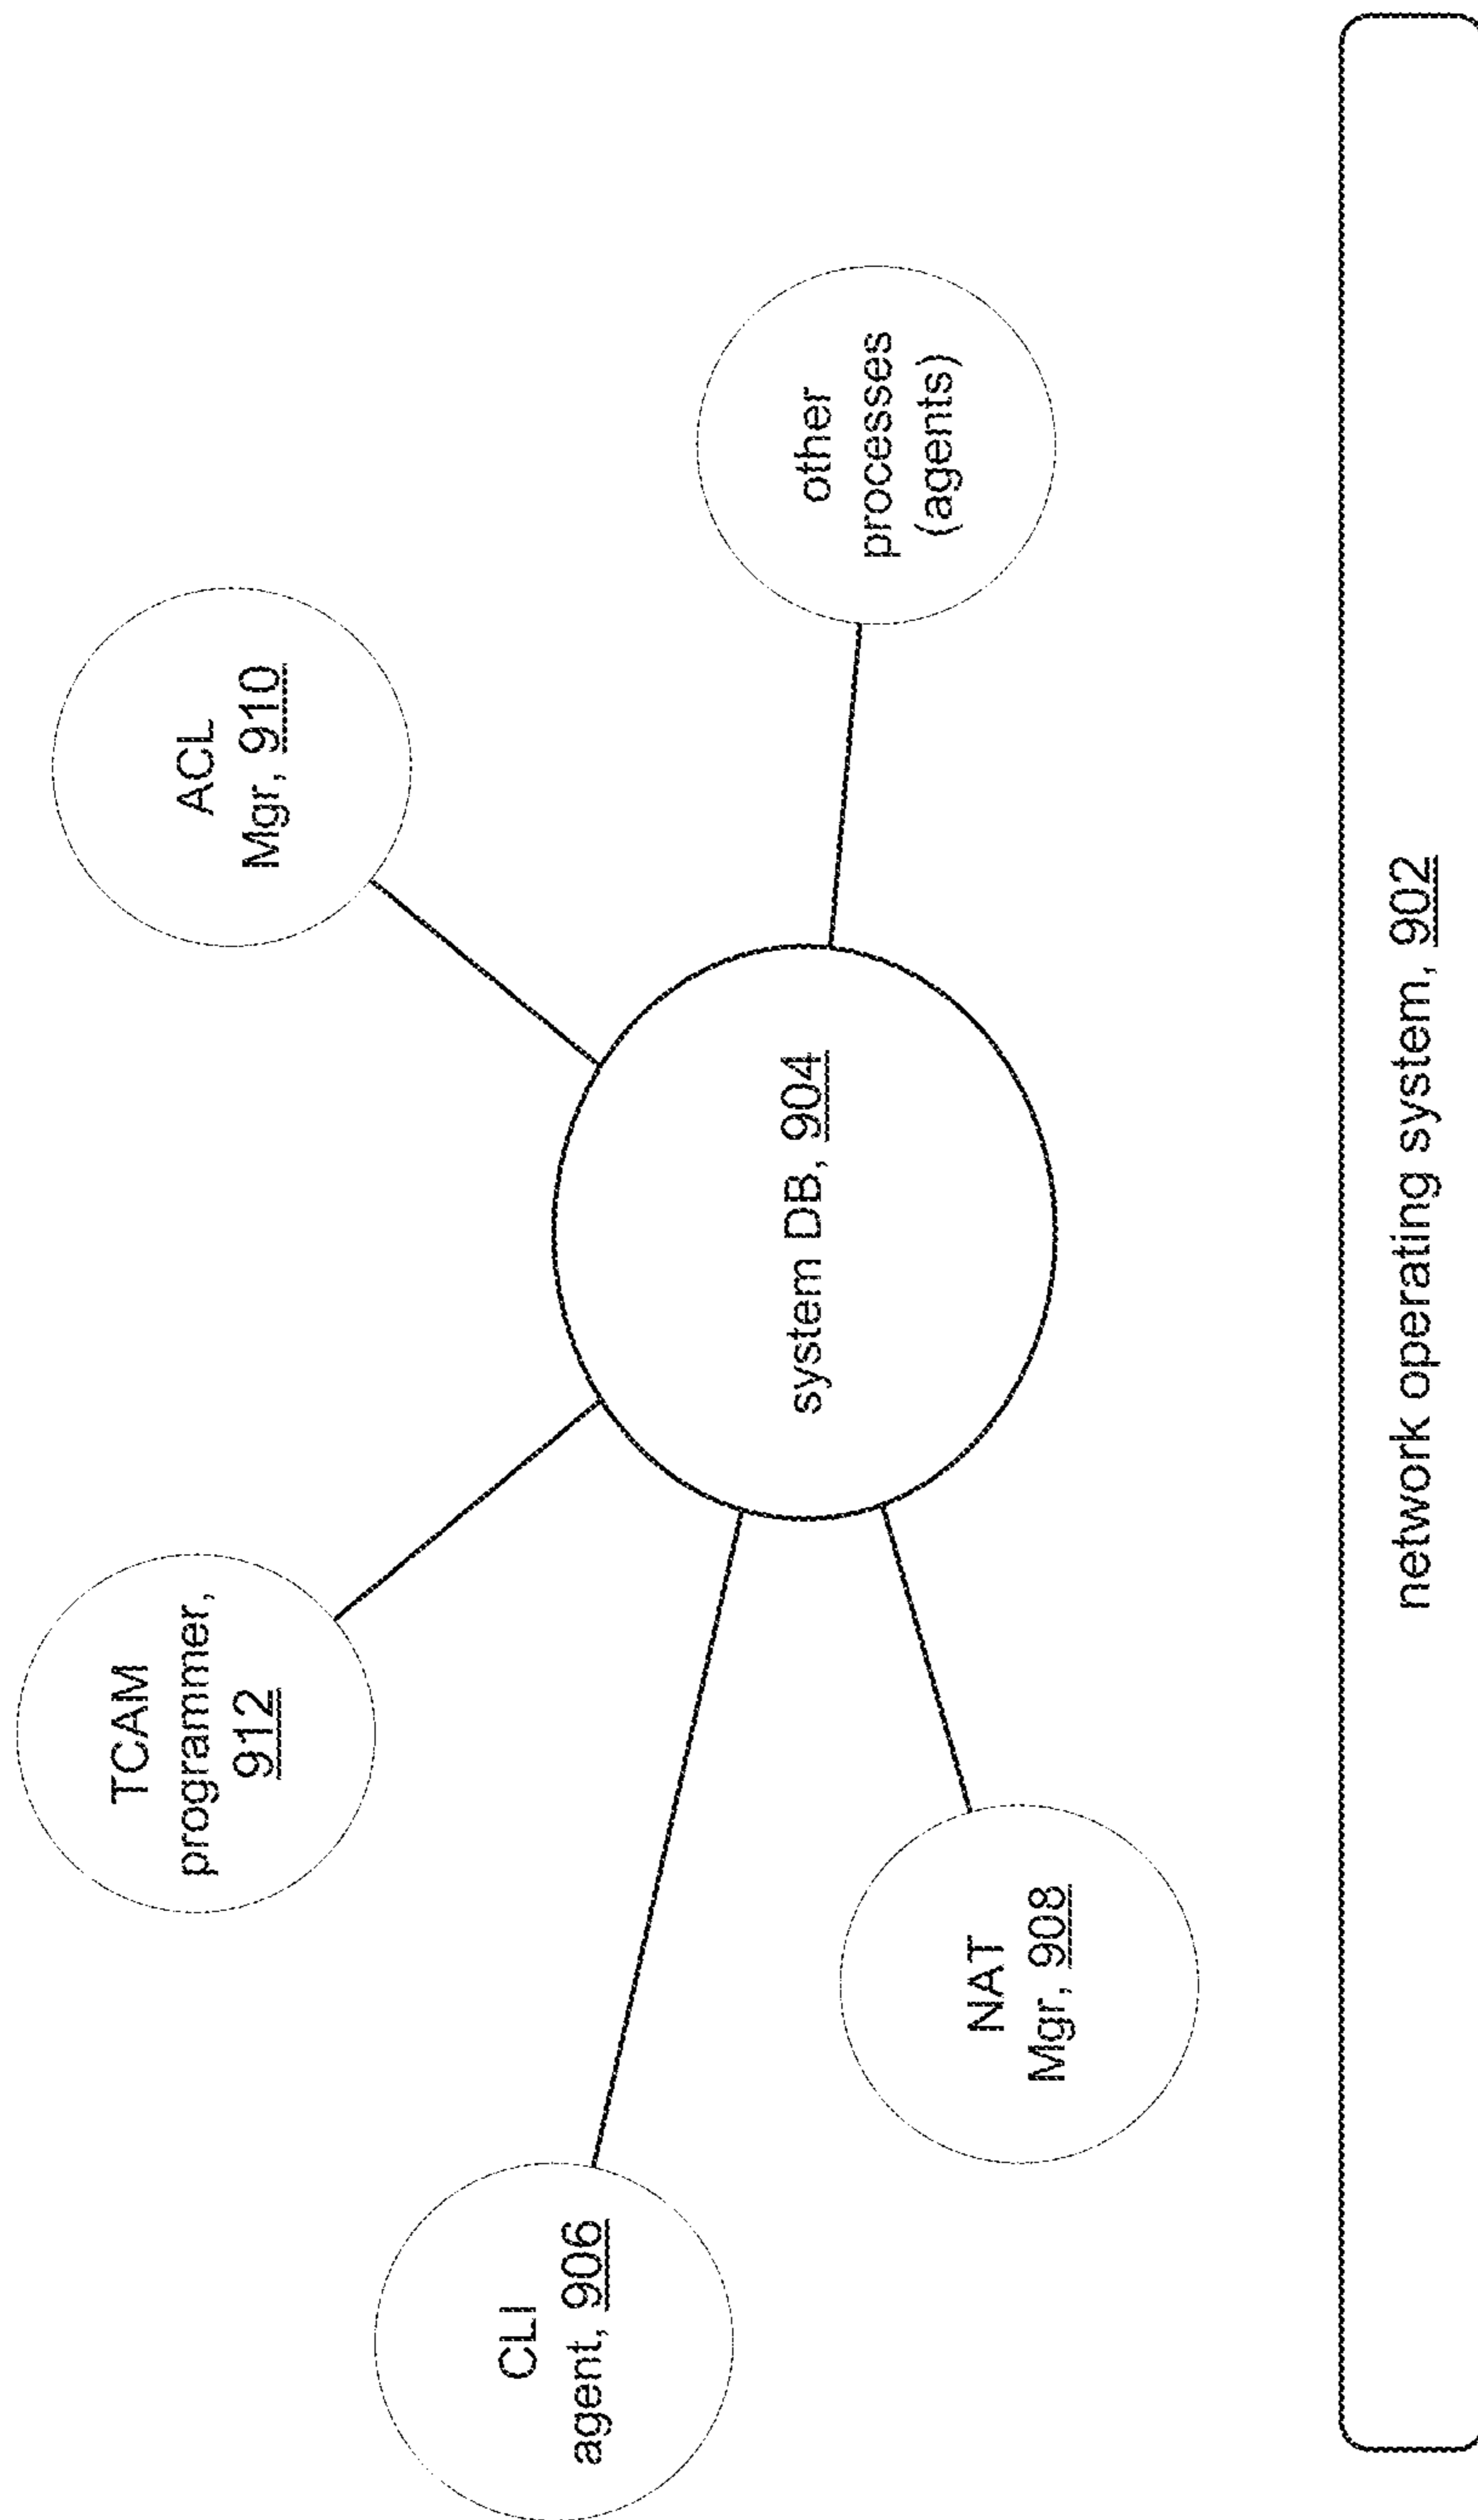 TCAM
programmer,
912
ACL
Mgr, 910
CLI
agent, 906
system DB, 904
other
processes
(agents)
NAT
Mgr, 908
network operating system, 902